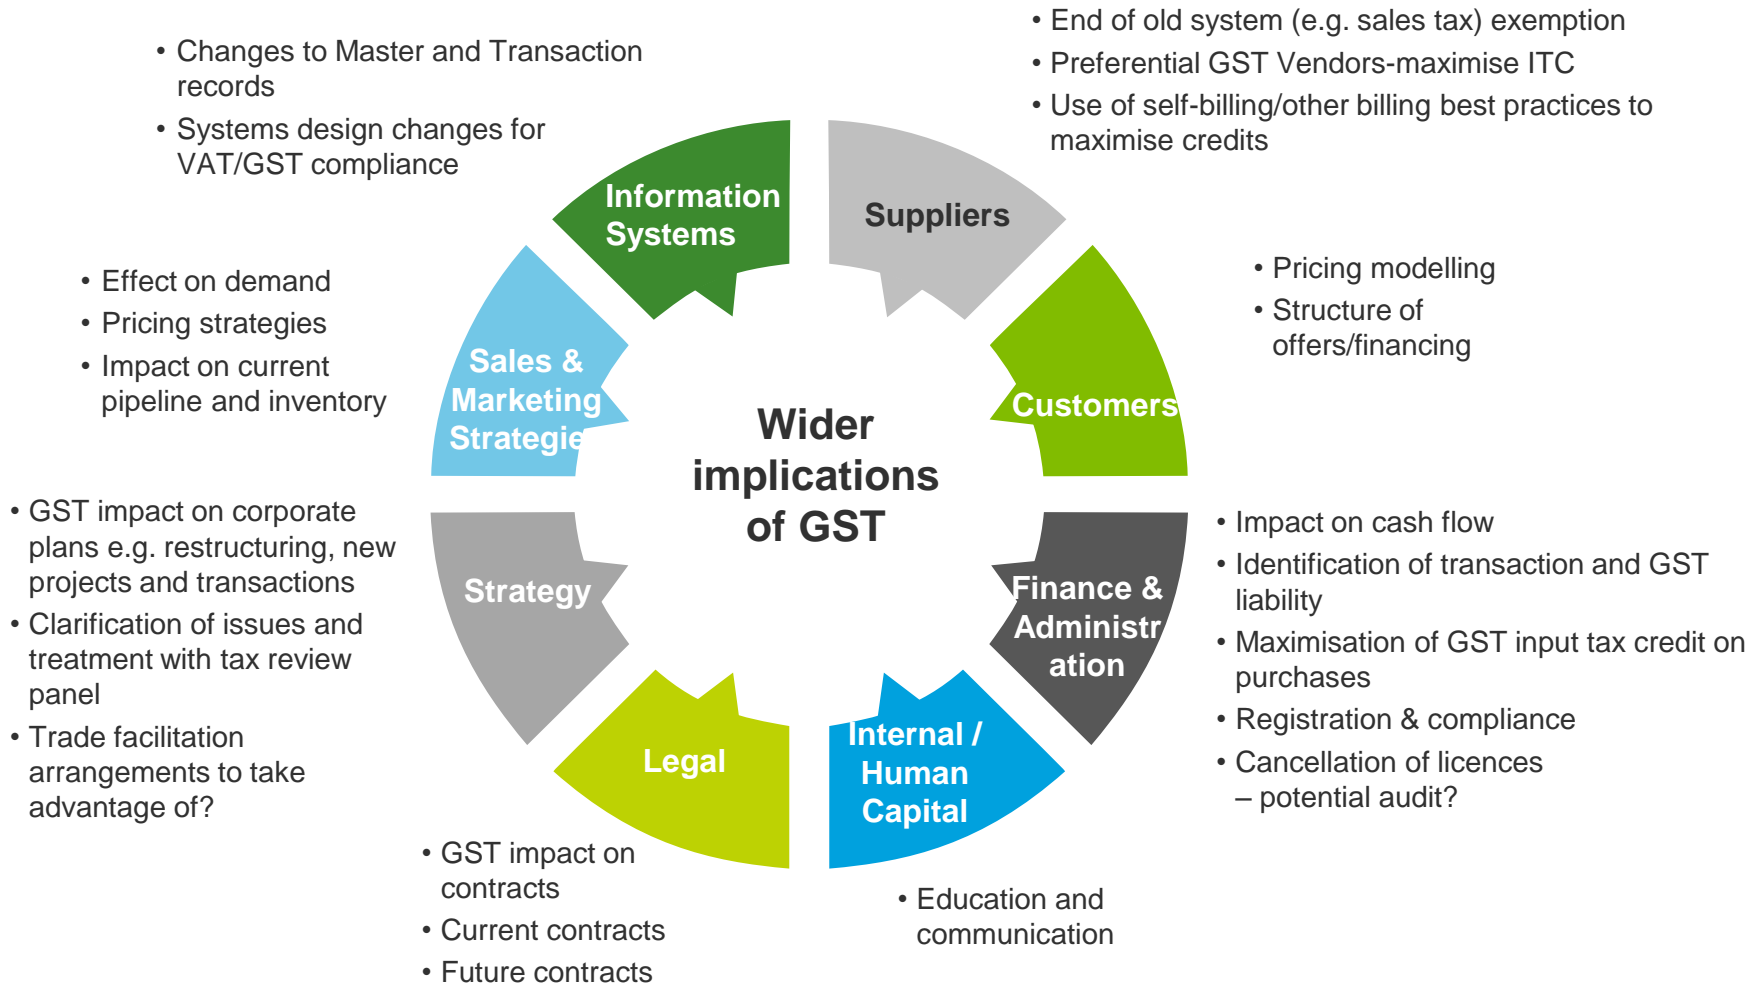 • Changes to Master and Transaction
records
• Systems design changes for
VAT/GST compliance
• End of old system (e.g. sales tax) exemption
• Preferential GST Vendors-maximise ITC
• Use of self-billing/other billing best practices to
maximise credits
Information
Systems
Suppliers
• Effect on demand
• Pricing strategies
• Impact on current
pipeline and inventory
Sales &
Marketing
Strategie
Customers
• Pricing modelling
• Structure of
offers/financing
Wider
implications
of GST
• GST impact on corporate
plans e.g. restructuring, new
projects and transactions
• Clarification of issues and
treatment with tax review
panel
• Trade facilitation
arrangements to take
advantage of?
Strategy
Finance &
Administr
ation
• Impact on cash flow
• Identification of transaction and GST
liability
• Maximisation of GST input tax credit on
purchases
• Registration & compliance
• Cancellation of licences
– potential audit?
Legal
Internal /
Human
Capital
• GST impact on
contracts
• Current contracts
• Future contracts
• Education and
communication